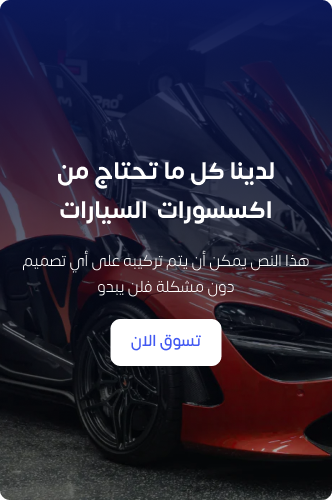 لدينا كل ما تحتاج من
اكسسورات السيارات
هذا النص يمكن أن يتم تركيبه على أي تصميم
دون مشكلة فلن يبدو
تسوق الان